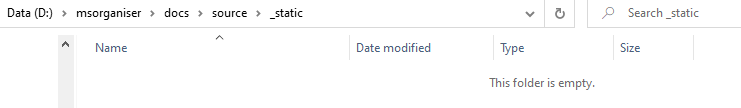 Data (D:) > msorganiser > docs > source > _static
Search _static
Name Date modified Type Size
This folder is empty.